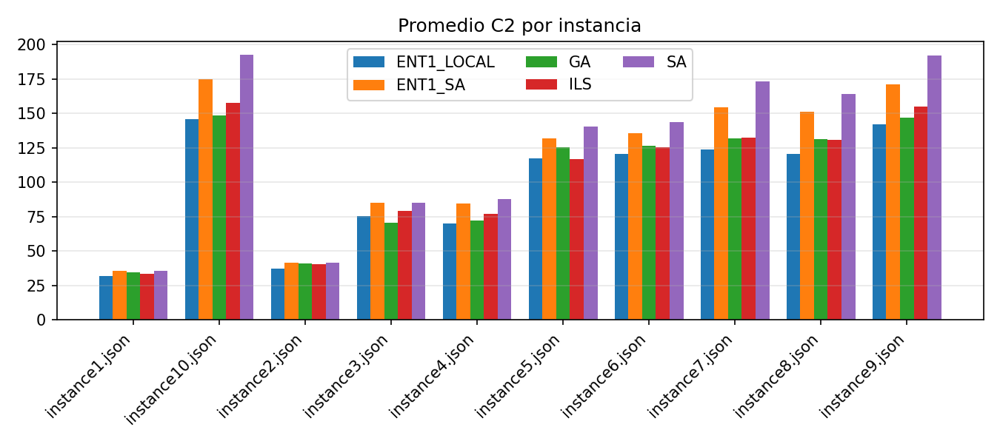 Promedio C2 por instancia
200
175
150
125
100
75
50
25
0
ENT1_LOCAL
ENT1_SA
GA
ILS
SA
instance1.json
instance10.json
instance2.json
instance3.json
instance4.json
instance5.json
instance6.json
instance7.json
instance8.json
instance9.json